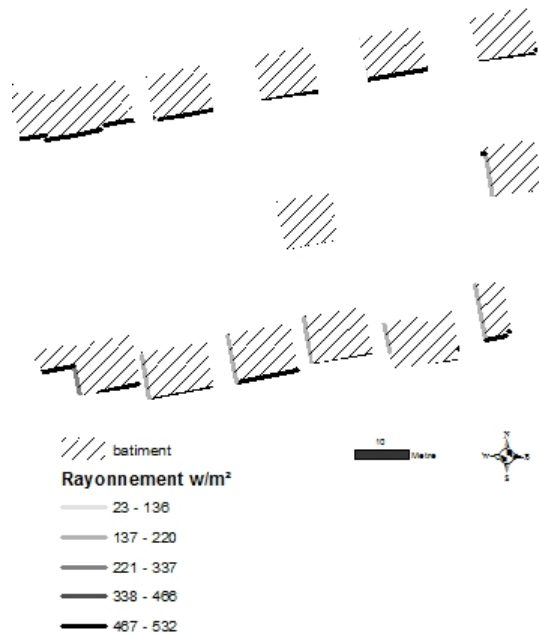 batiment
10
Metre
N
W
E
S
Rayonnement w/m²
23 - 136
137 - 220
221 - 337
338 - 466
467 - 532